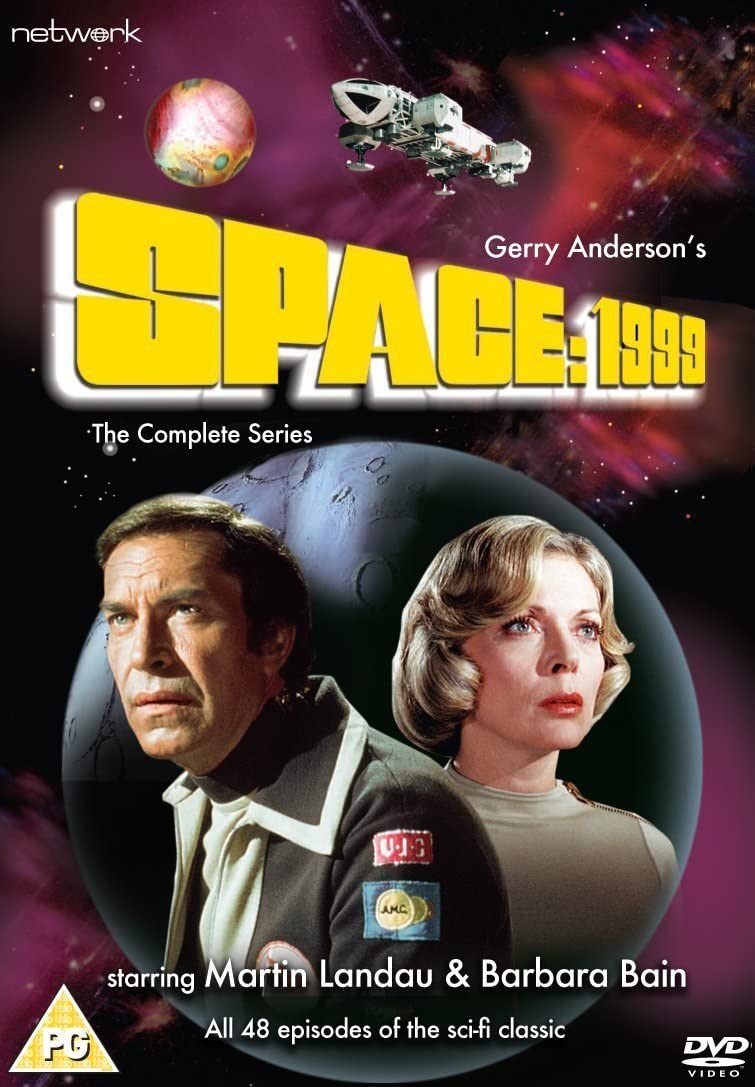 network
Gerry Anderson's
SPACE: 1999
The Complete Series
A.M.C.
starring Martin Landau & Barbara Bain
All 48 episodes of the sci-fi classic
PG
DVD
VIDEO